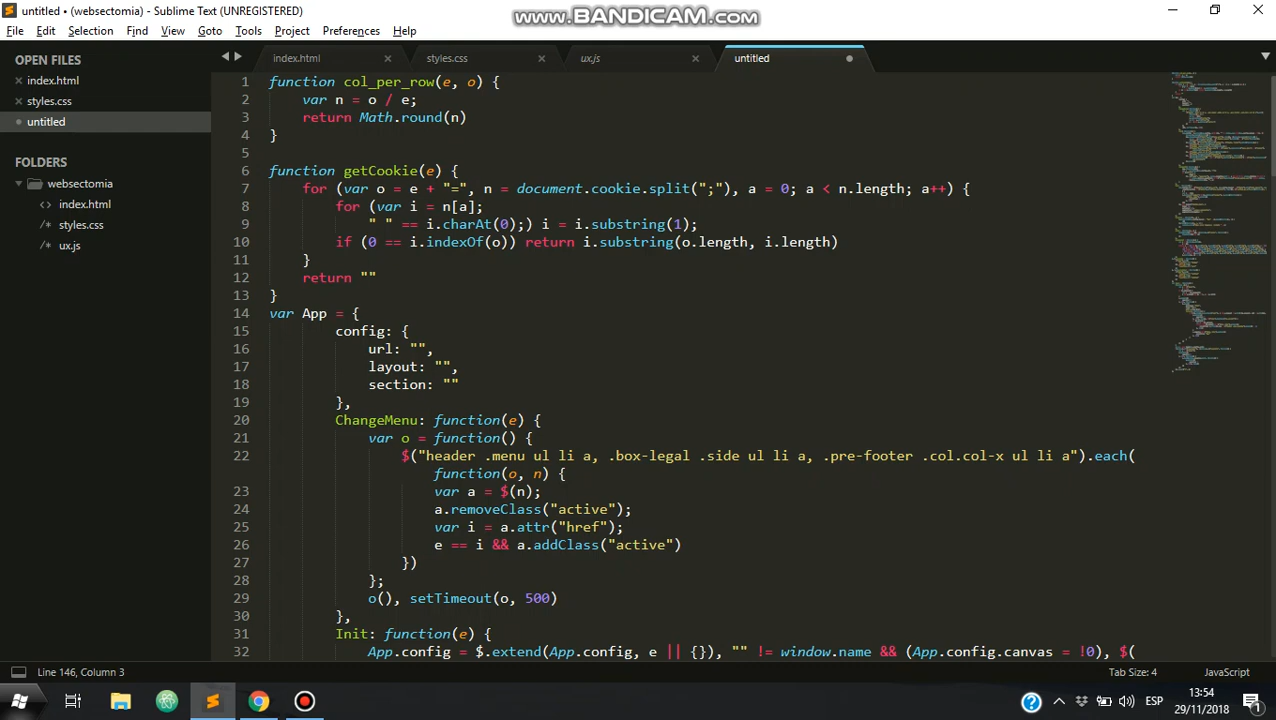 untitled • (websectomia) - Sublime Text (UNREGISTERED)
www.BANDICAM.com
File Edit Selection Find View Goto Tools Project Preferences Help
OPEN FILES
index.html
styles.css
untitled
FOLDERS
websectomia
index.html
styles.css
ux.js
index.html styles.css ux.js untitled
1 function col_per_row(e, o) {
2 var n = o / e;
3 return Math.round(n)
4 }
5
6 function getCookie(e) {
7 for (var o = e + "=", n = document.cookie.split(";"), a = 0; a < n.length; a++) {
8 for (var i = n[a];
9 " " == i.charAt(0);) i = i.substring(1);
10 if (0 == i.indexOf(o)) return i.substring(o.length, i.length)
11 }
12 return ""
13 }
14 var App = {
15 config: {
16 url: "",
17 layout: "",
18 section: ""
19 },
20 ChangeMenu: function(e) {
21 var o = function() {
22 $("header .menu ul li a, .box-legal .side ul li a, .pre-footer .col.col-x ul li a").each(
function(o, n) {
23 var a = $(n);
24 a.removeClass("active");
25 var i = a.attr("href");
26 e == i && a.addClass("active")
27 })
28 };
29 o(), setTimeout(o, 500)
30 },
31 Init: function(e) {
32 App.config = $.extend(App.config, e || {}), "" != window.name && (App.config.canvas = !0), $(
Line 146, Column 3
Tab Size: 4 JavaScript
ESP
13:54
29/11/2018
1